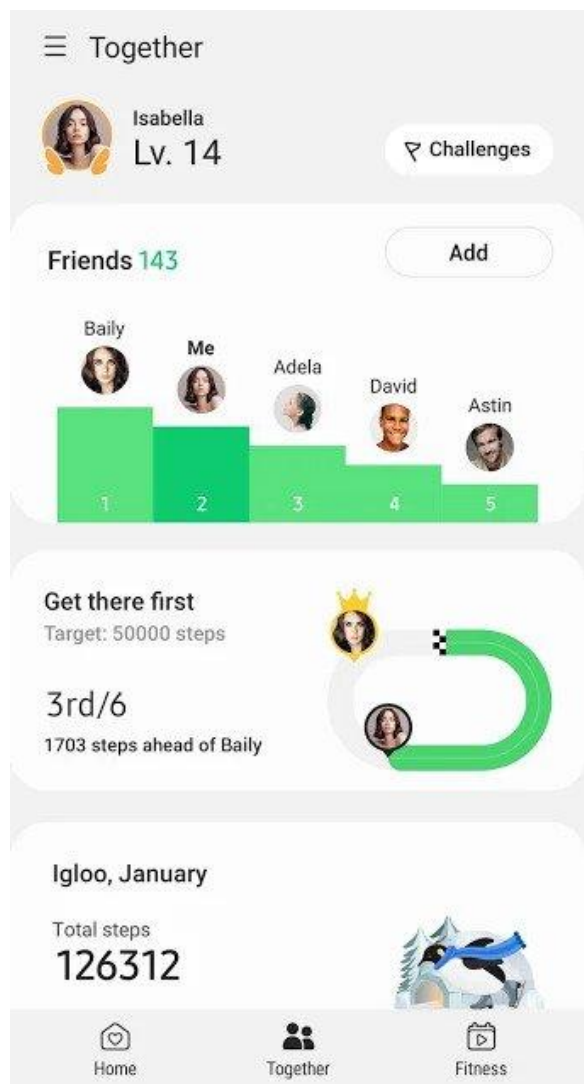 Together
Isabella
Lv. 14
Challenges
Friends 143
Add
Baily
Me
Adela
David
Astin
1
2
3
4
5
Get there first
Target: 50000 steps
3rd/6
1703 steps ahead of Baily
Igloo, January
Total steps
126312
Home
Together
Fitness